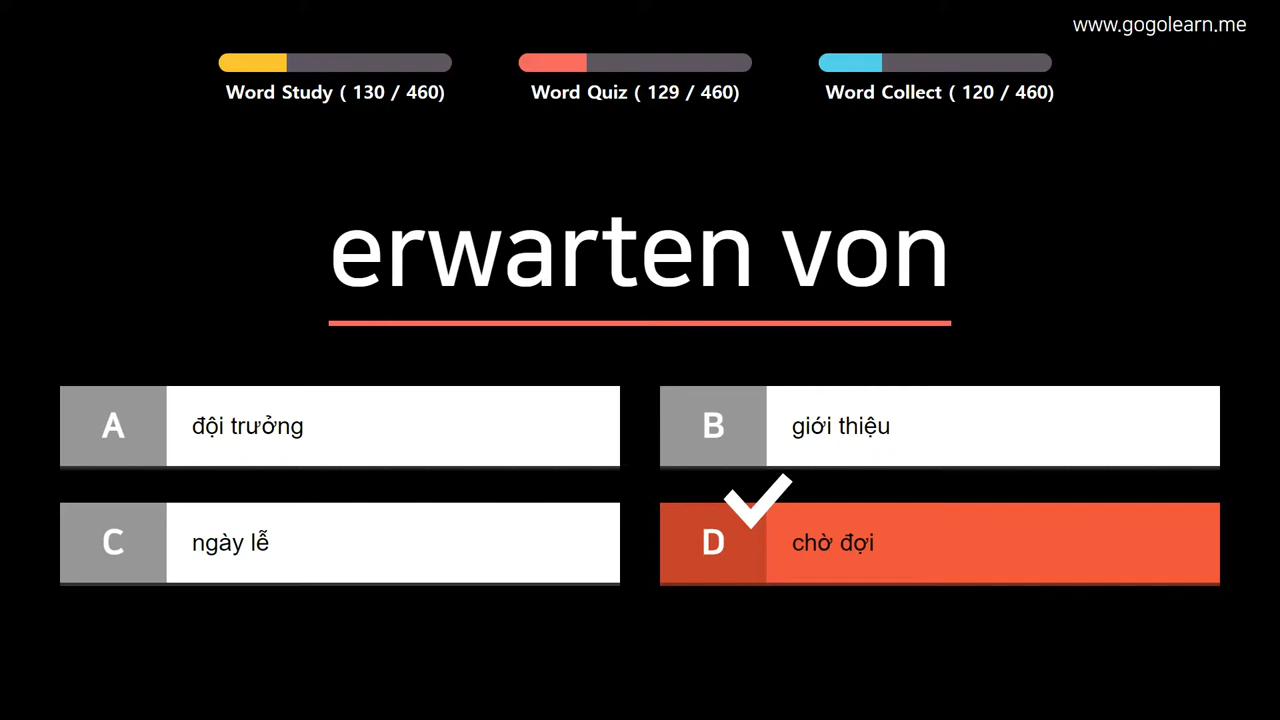 www.gogolearn.me
Word Study ( 130 / 460)
Word Quiz ( 129 / 460)
Word Collect ( 120 / 460)
erwarten von
A
đội trưởng
B
giới thiệu
C
ngày lễ
D
chờ đợi